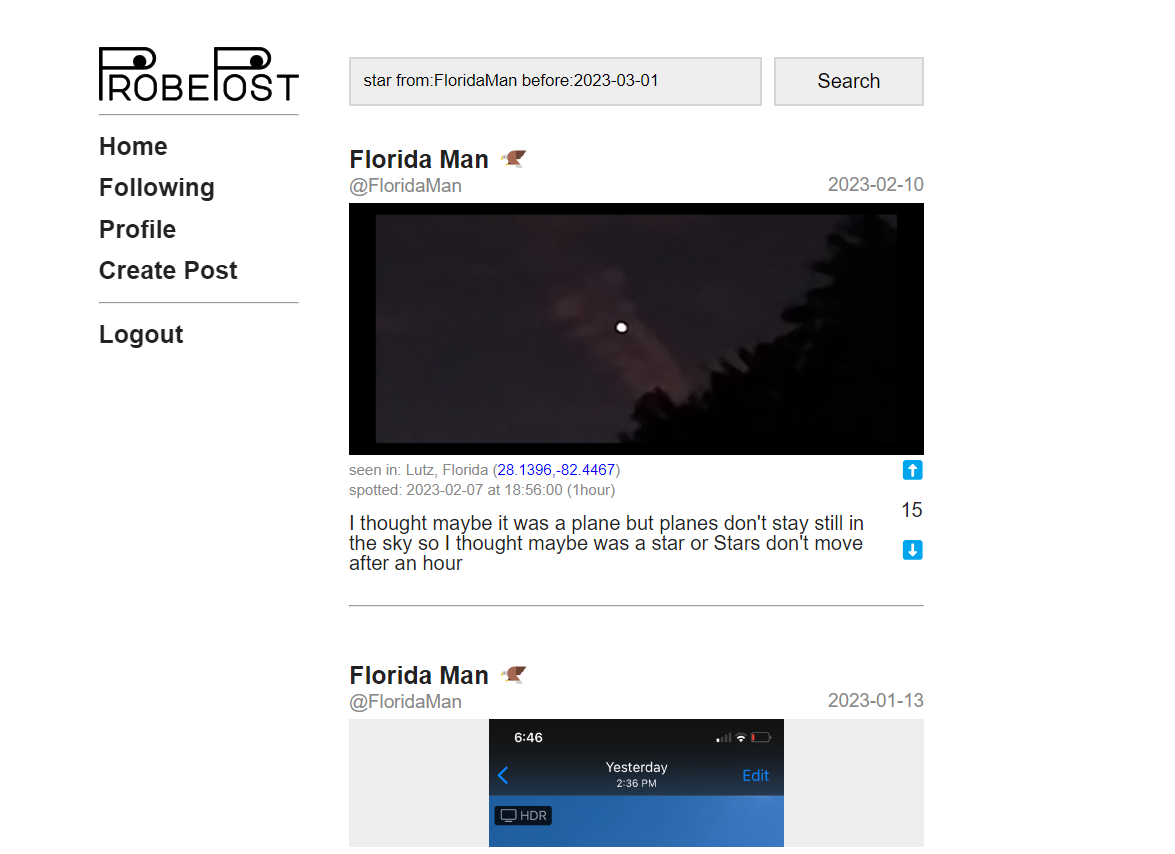 PROBEPOST
star from:FloridaMan before:2023-03-01
Search
Home
Following
Profile
Create Post
Logout
Florida Man
@FloridaMan
2023-02-10
seen in: Lutz, Florida (28.1396,-82.4467)
spotted: 2023-02-07 at 18:56:00 (1hour)
I thought maybe it was a plane but planes don't stay still in
the sky so I thought maybe was a star or Stars don't move
after an hour
15
Florida Man
@FloridaMan
2023-01-13
6:46
Yesterday
2:36 PM
Edit
HDR